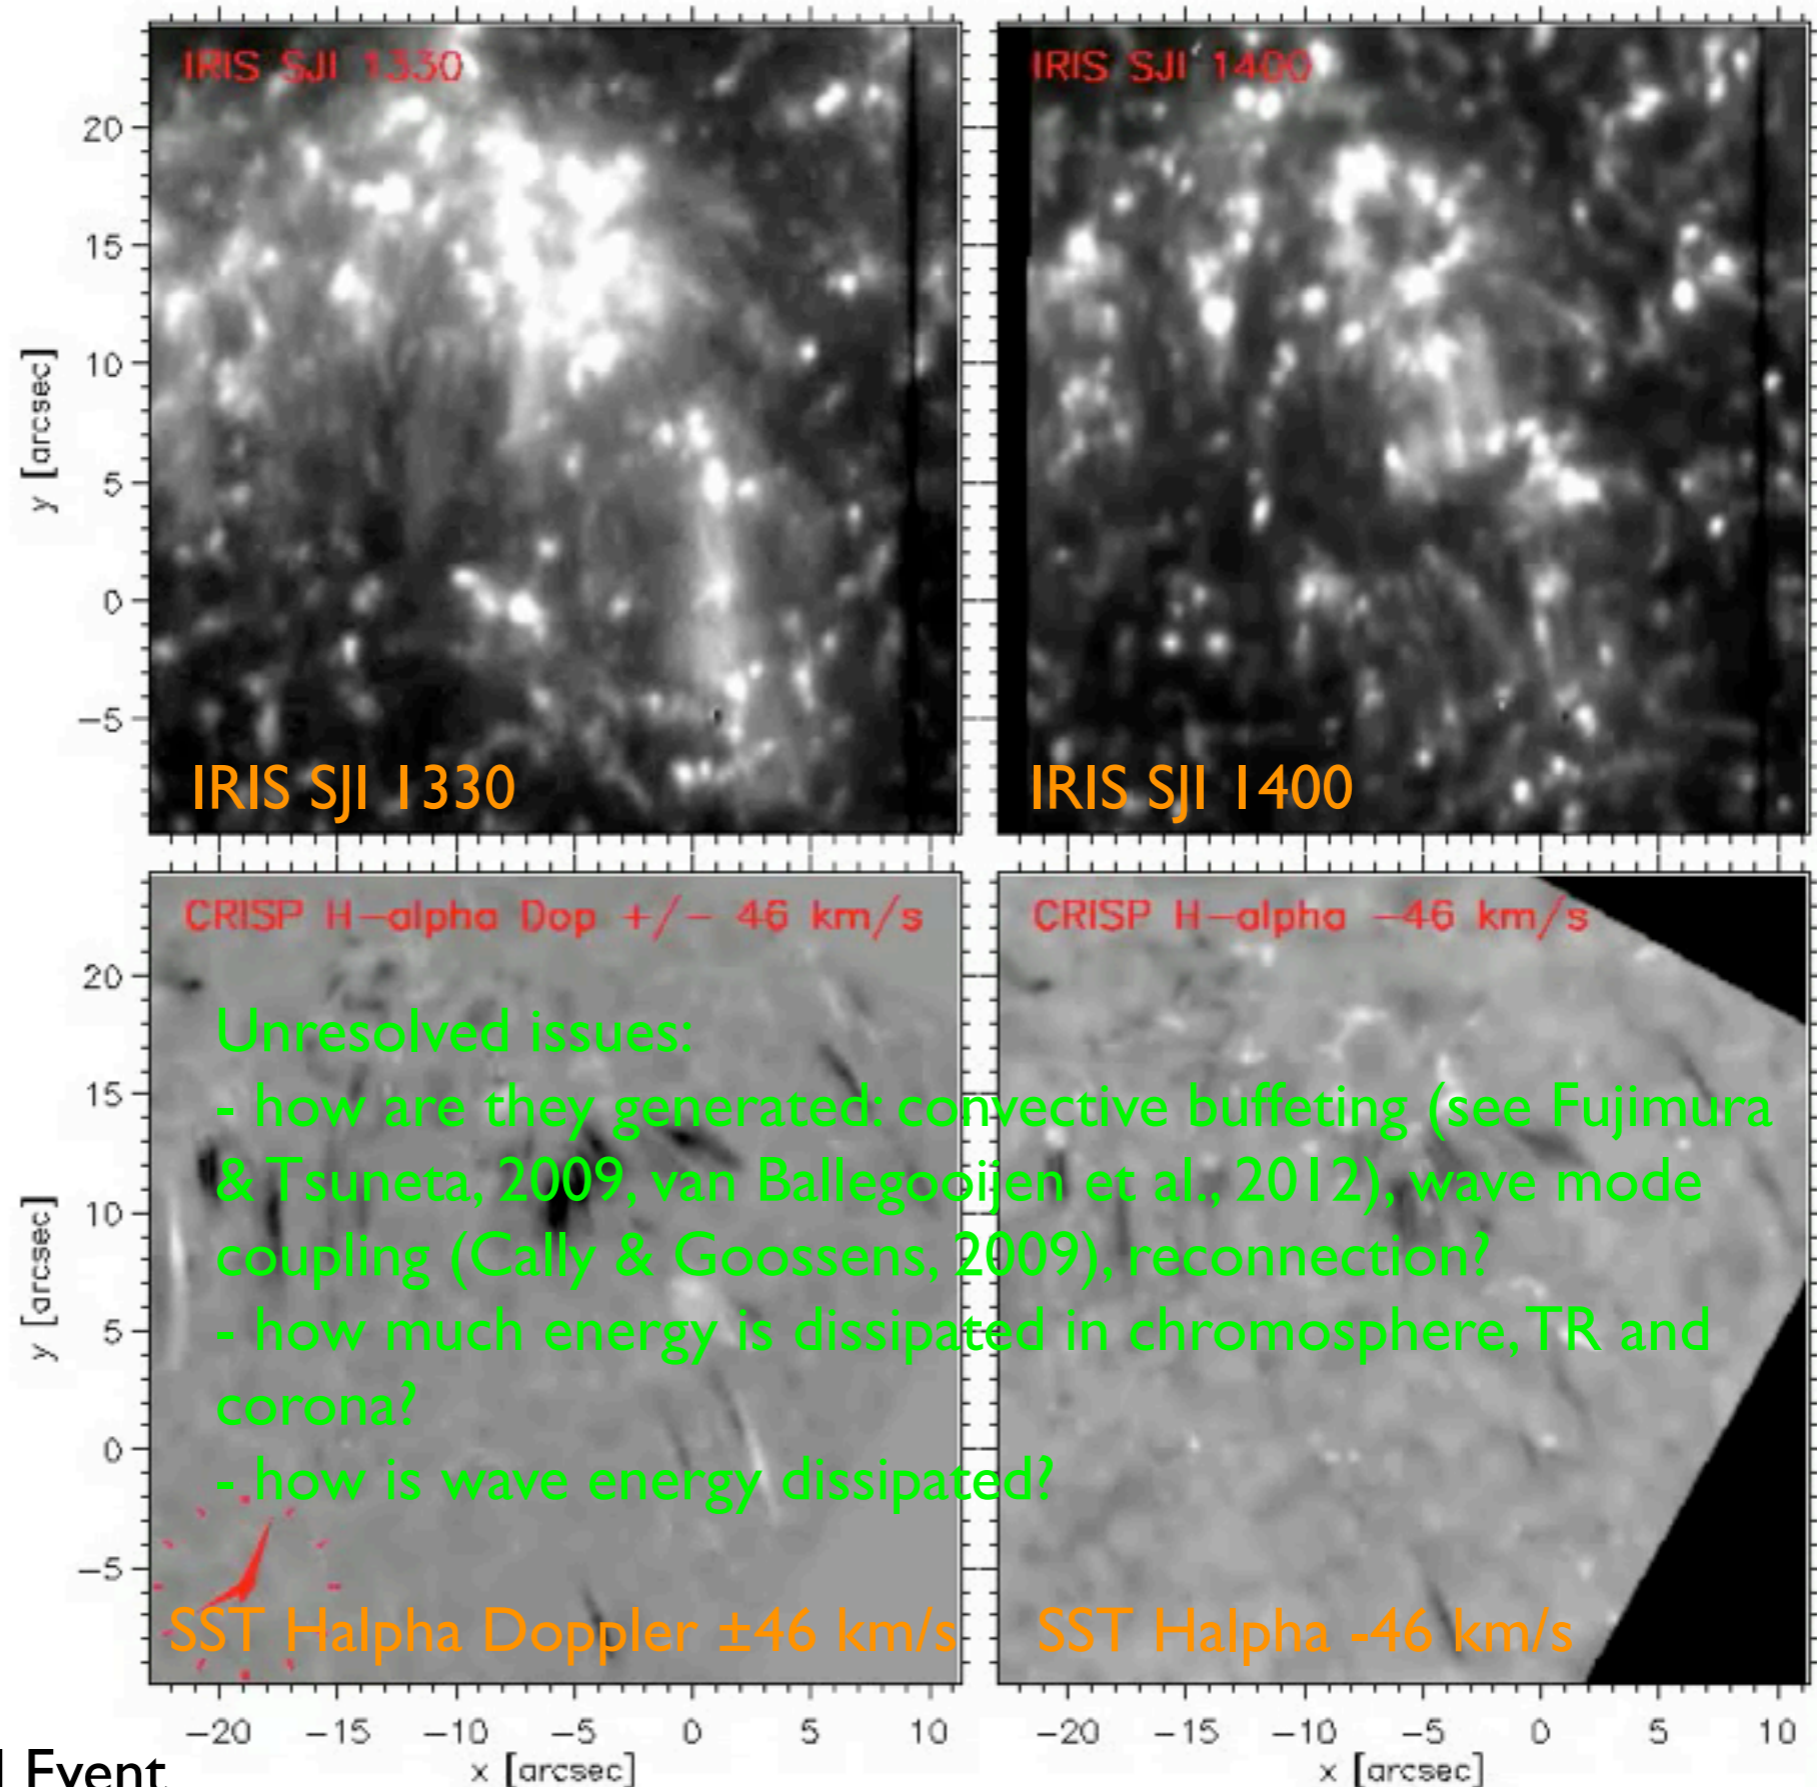 IRIS SJI 1330
IRIS SJI 1400
20
15
10
5
0
−5
y [arcsec]
IRIS SJI 1330
IRIS SJI 1400
CRISP H−alpha Dop +/− 46 km/s
CRISP H−alpha −46 km/s
20
15
10
5
0
−5
y [arcsec]
Unresolved issues:
- how are they generated: convective buffeting (see Fujimura
& Tsuneta, 2009, van Ballegooijen et al., 2012), wave mode
coupling (Cally & Goossens, 2009), reconnection?
- how much energy is dissipated in chromosphere, TR and
corona?
- how is wave energy dissipated?
SST Halpha Doppler ±46 km/s
SST Halpha -46 km/s
−20 −15 −10 −5 0 5 10
−20 −15 −10 −5 0 5 10
x [arcsec]
x [arcsec]
Event